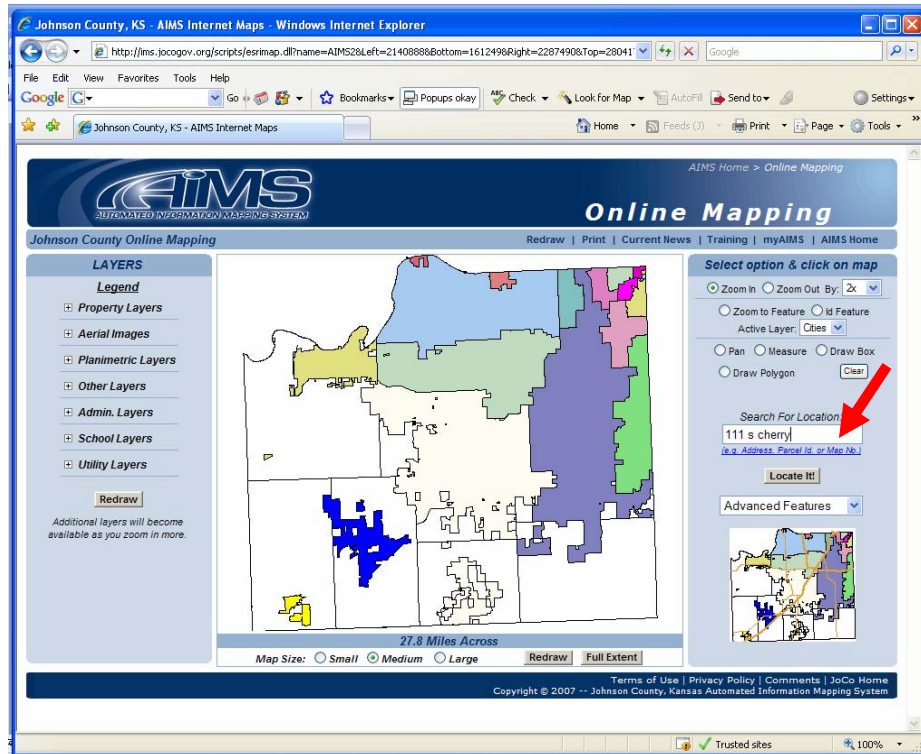 Johnson County, KS - AIMS Internet Maps - Windows Internet Explorer
http://ims.jocogov.org/scripts/esrimap.dll?name=AIMS2&Left=2140888&Bottom=161249&Right=2287490&Top=28041
Google
File Edit View Favorites Tools Help
Google G Go Bookmarks Popups okay ABC Check Look for Map AutoFill Send to Settings
Johnson County, KS - AIMS Internet Maps Home Feeds (J) Print Page Tools »
AIMS Home > Online Mapping
AiMS
AUTOMATED INFORMATION MAPPING SYSTEM
Online Mapping
Johnson County Online Mapping Redraw | Print | Current News | Training | myAIMS | AIMS Home
LAYERS
Legend
Property Layers
Aerial Images
Planimetric Layers
Other Layers
Admin. Layers
School Layers
Utility Layers
Redraw
Additional layers will become
available as you zoom in more.
27.8 Miles Across
Map Size: Small Medium Large Redraw Full Extent
Select option & click on map
Zoom In Zoom Out By: 2x
Zoom to Feature Id Feature
Active Layer: Cities
Pan Measure Draw Box
Draw Polygon Clear
Search For Location:
111 s cherry
(e.g. Address, Parcel Id, or Map No.)
Locate It!
Advanced Features
Terms of Use | Privacy Policy | Comments | JoCo Home
Copyright © 2007 -- Johnson County, Kansas Automated Information Mapping System
Trusted sites 100%